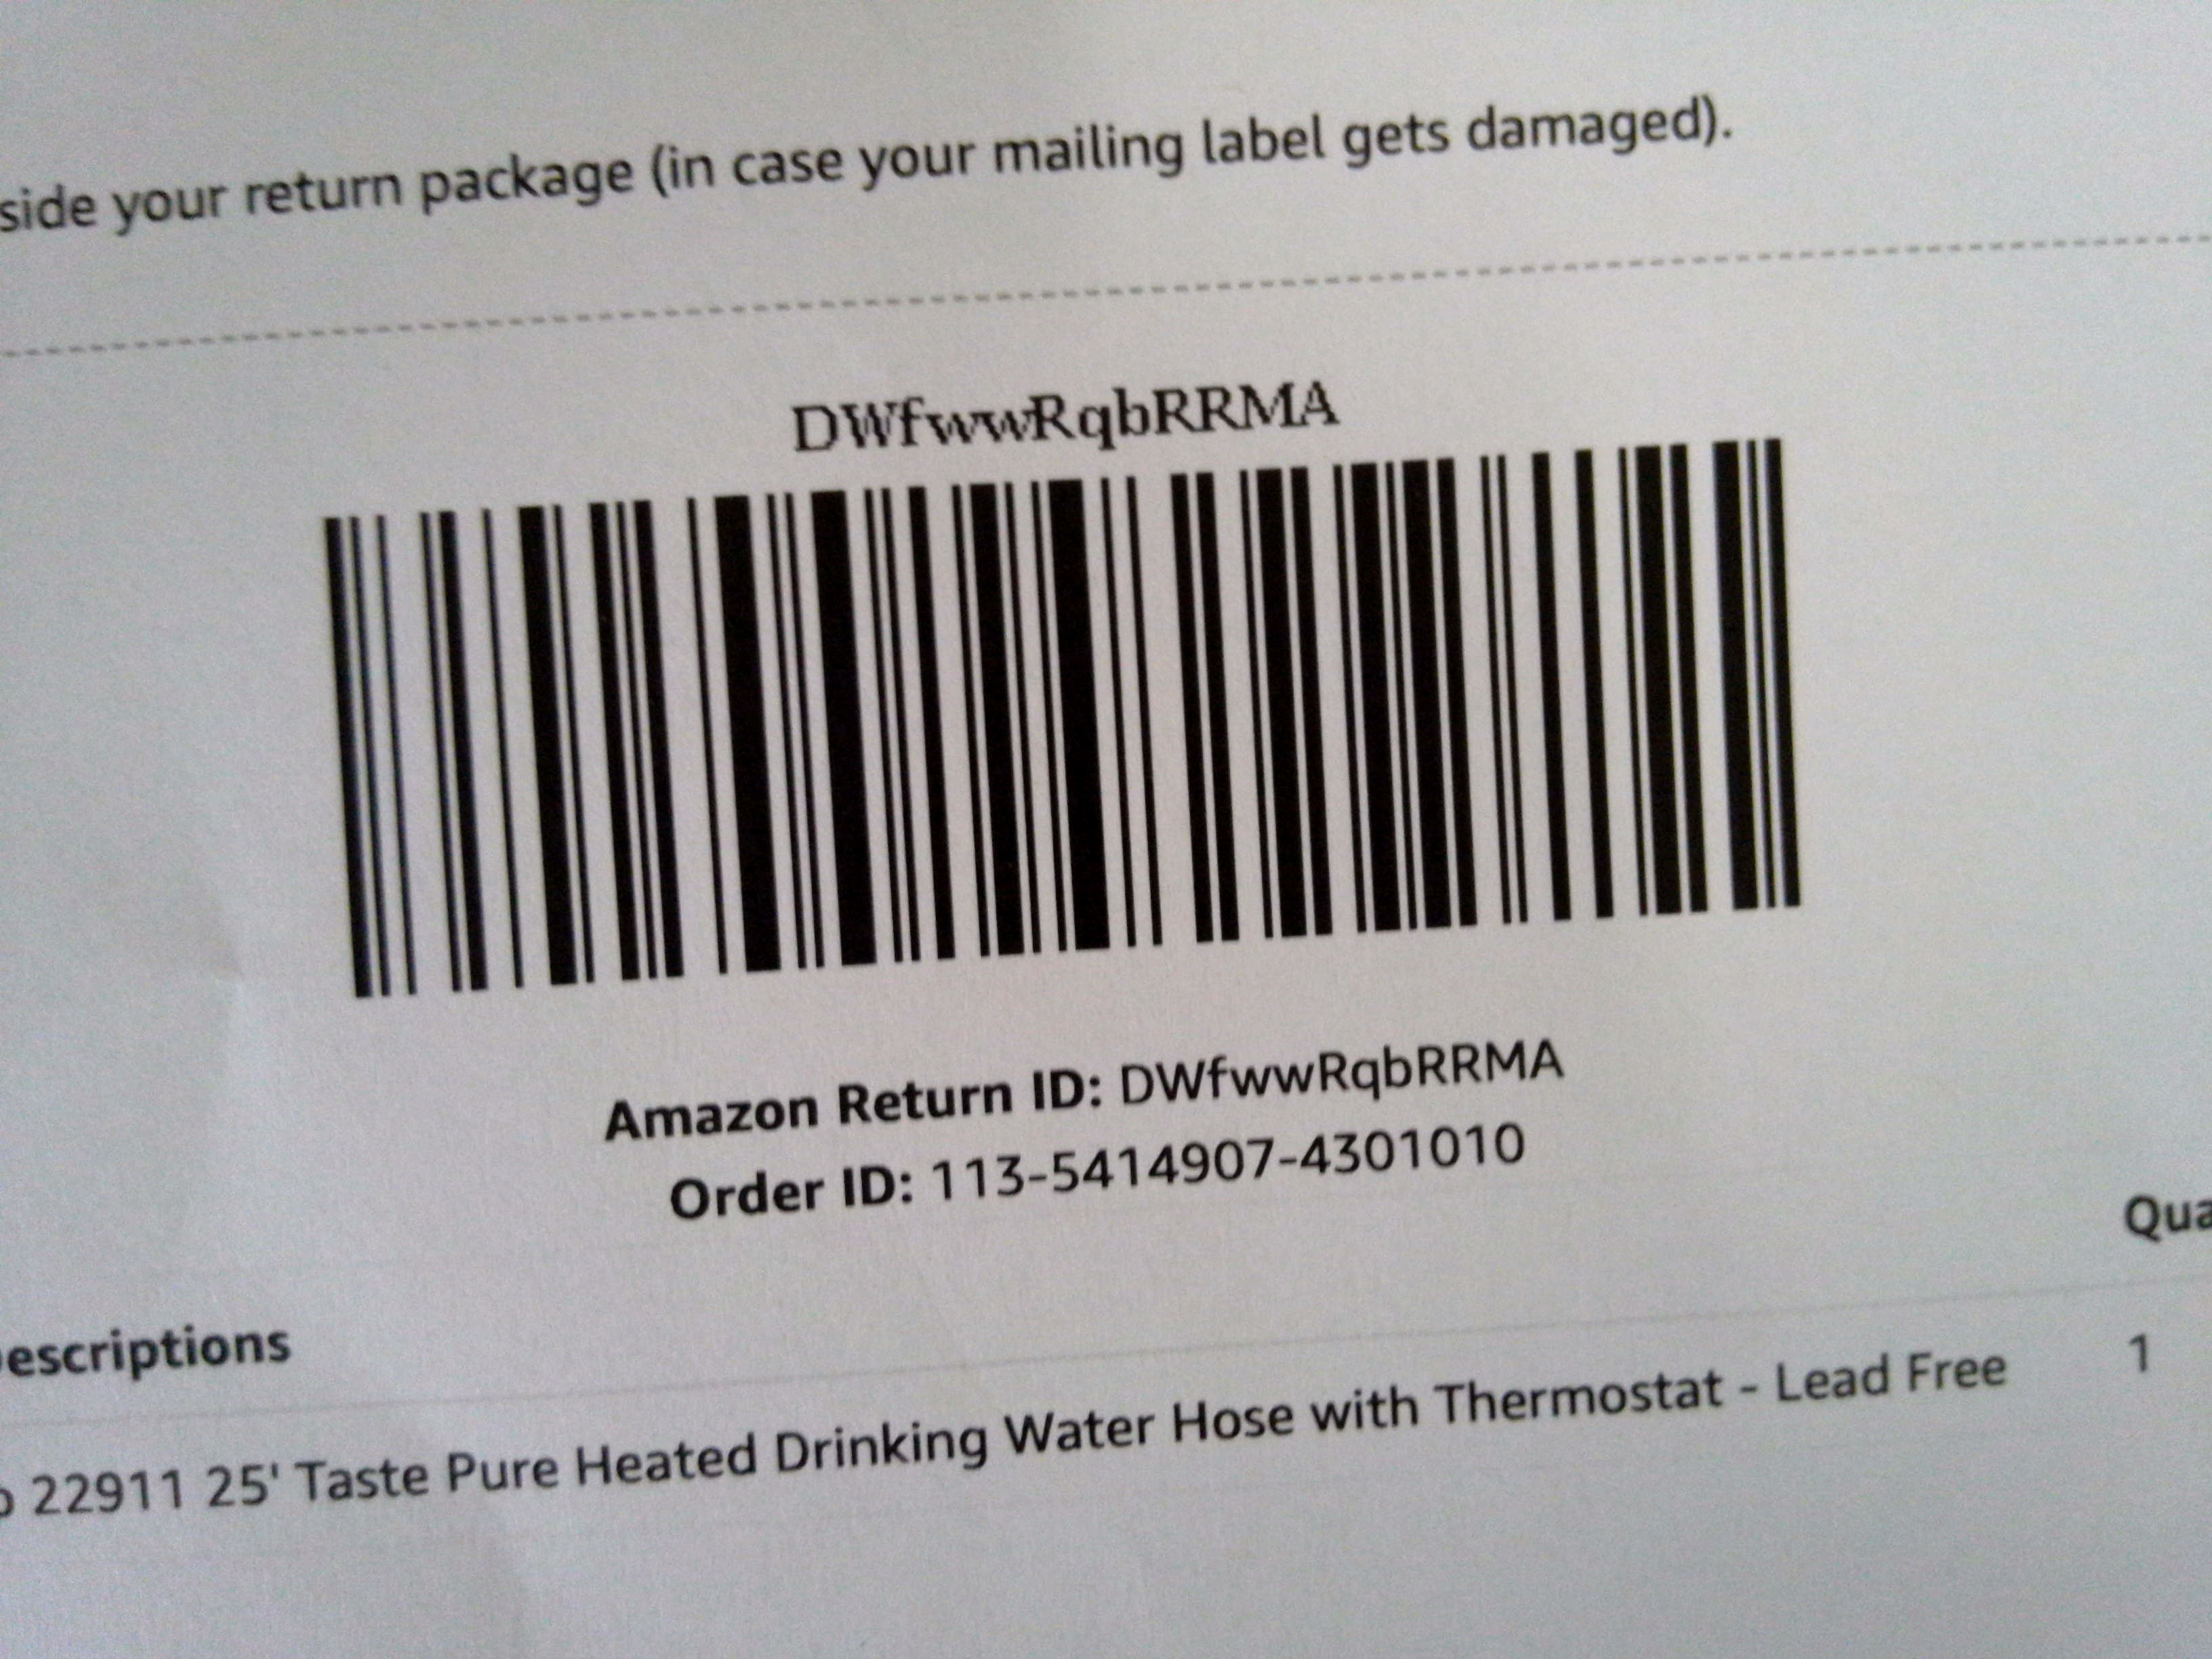 side your return package (in case your mailing label gets damaged).
DWfwwRqbRRMA
Amazon Return ID: DWfwwRqbRRMA
Order ID: 113-5414907-4301010
Qua
escriptions
22911 25' Taste Pure Heated Drinking Water Hose with Thermostat - Lead Free 1